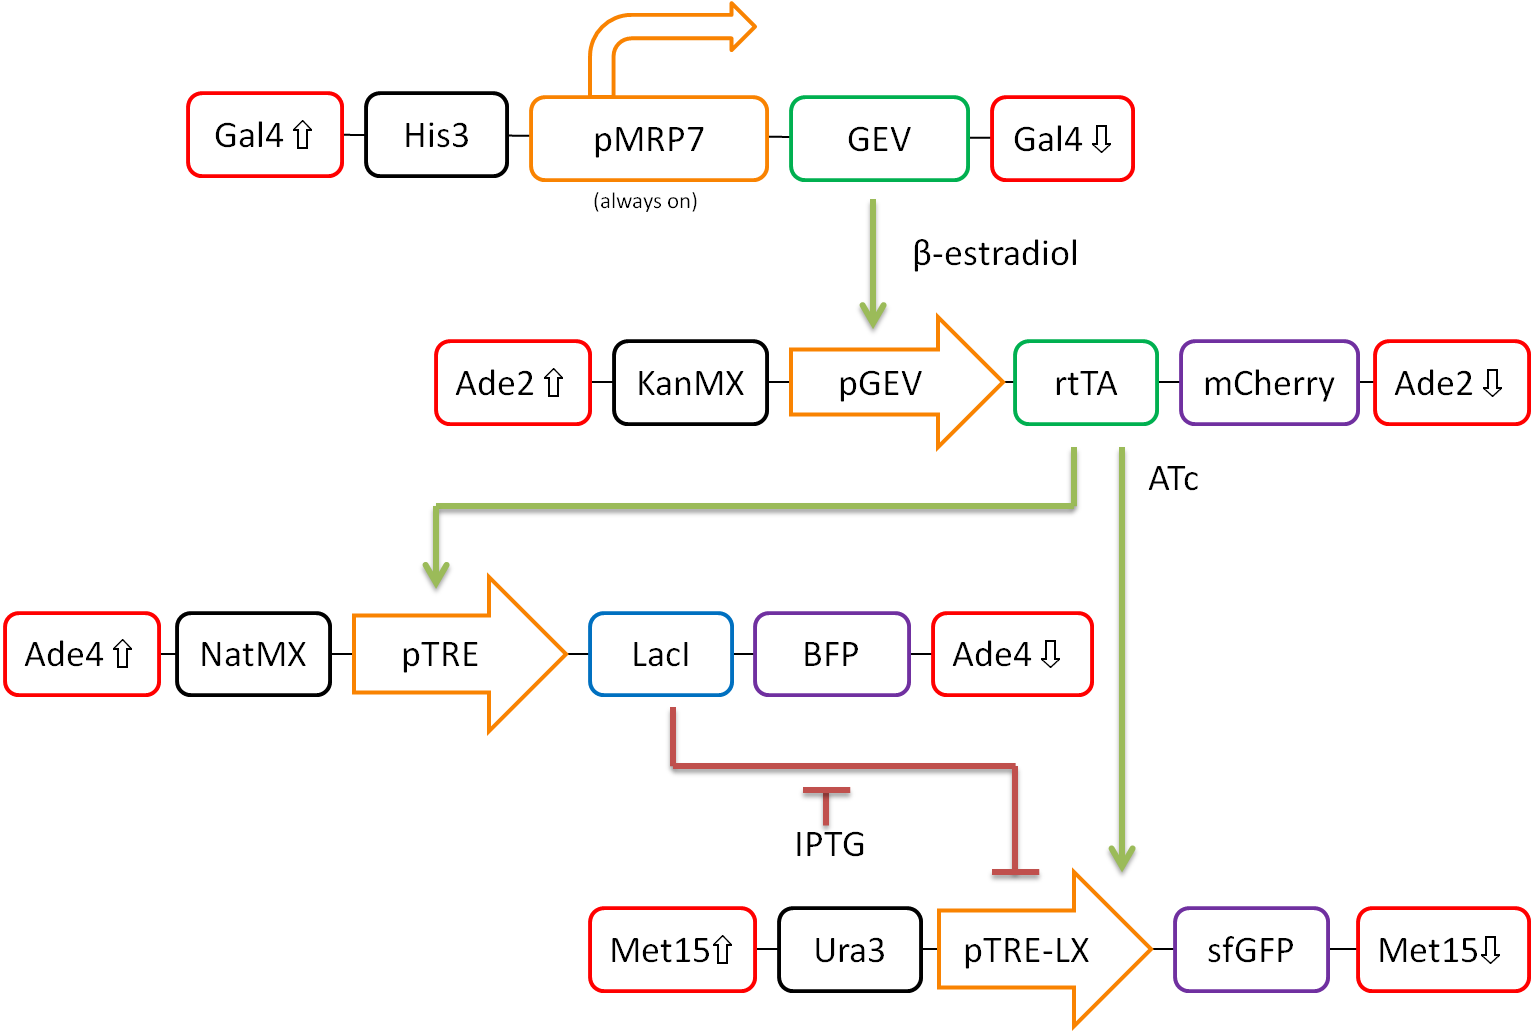 Gal4⇧ His3 pMRP7 GEV Gal4⇩
(always on)
β-estradiol
Ade2⇧ KanMX pGEV rtTA mCherry Ade2⇩
ATc
Ade4⇧ NatMX pTRE LacI BFP Ade4⇩
IPTG
Met15⇧ Ura3 pTRE-LX sfGFP Met15⇩